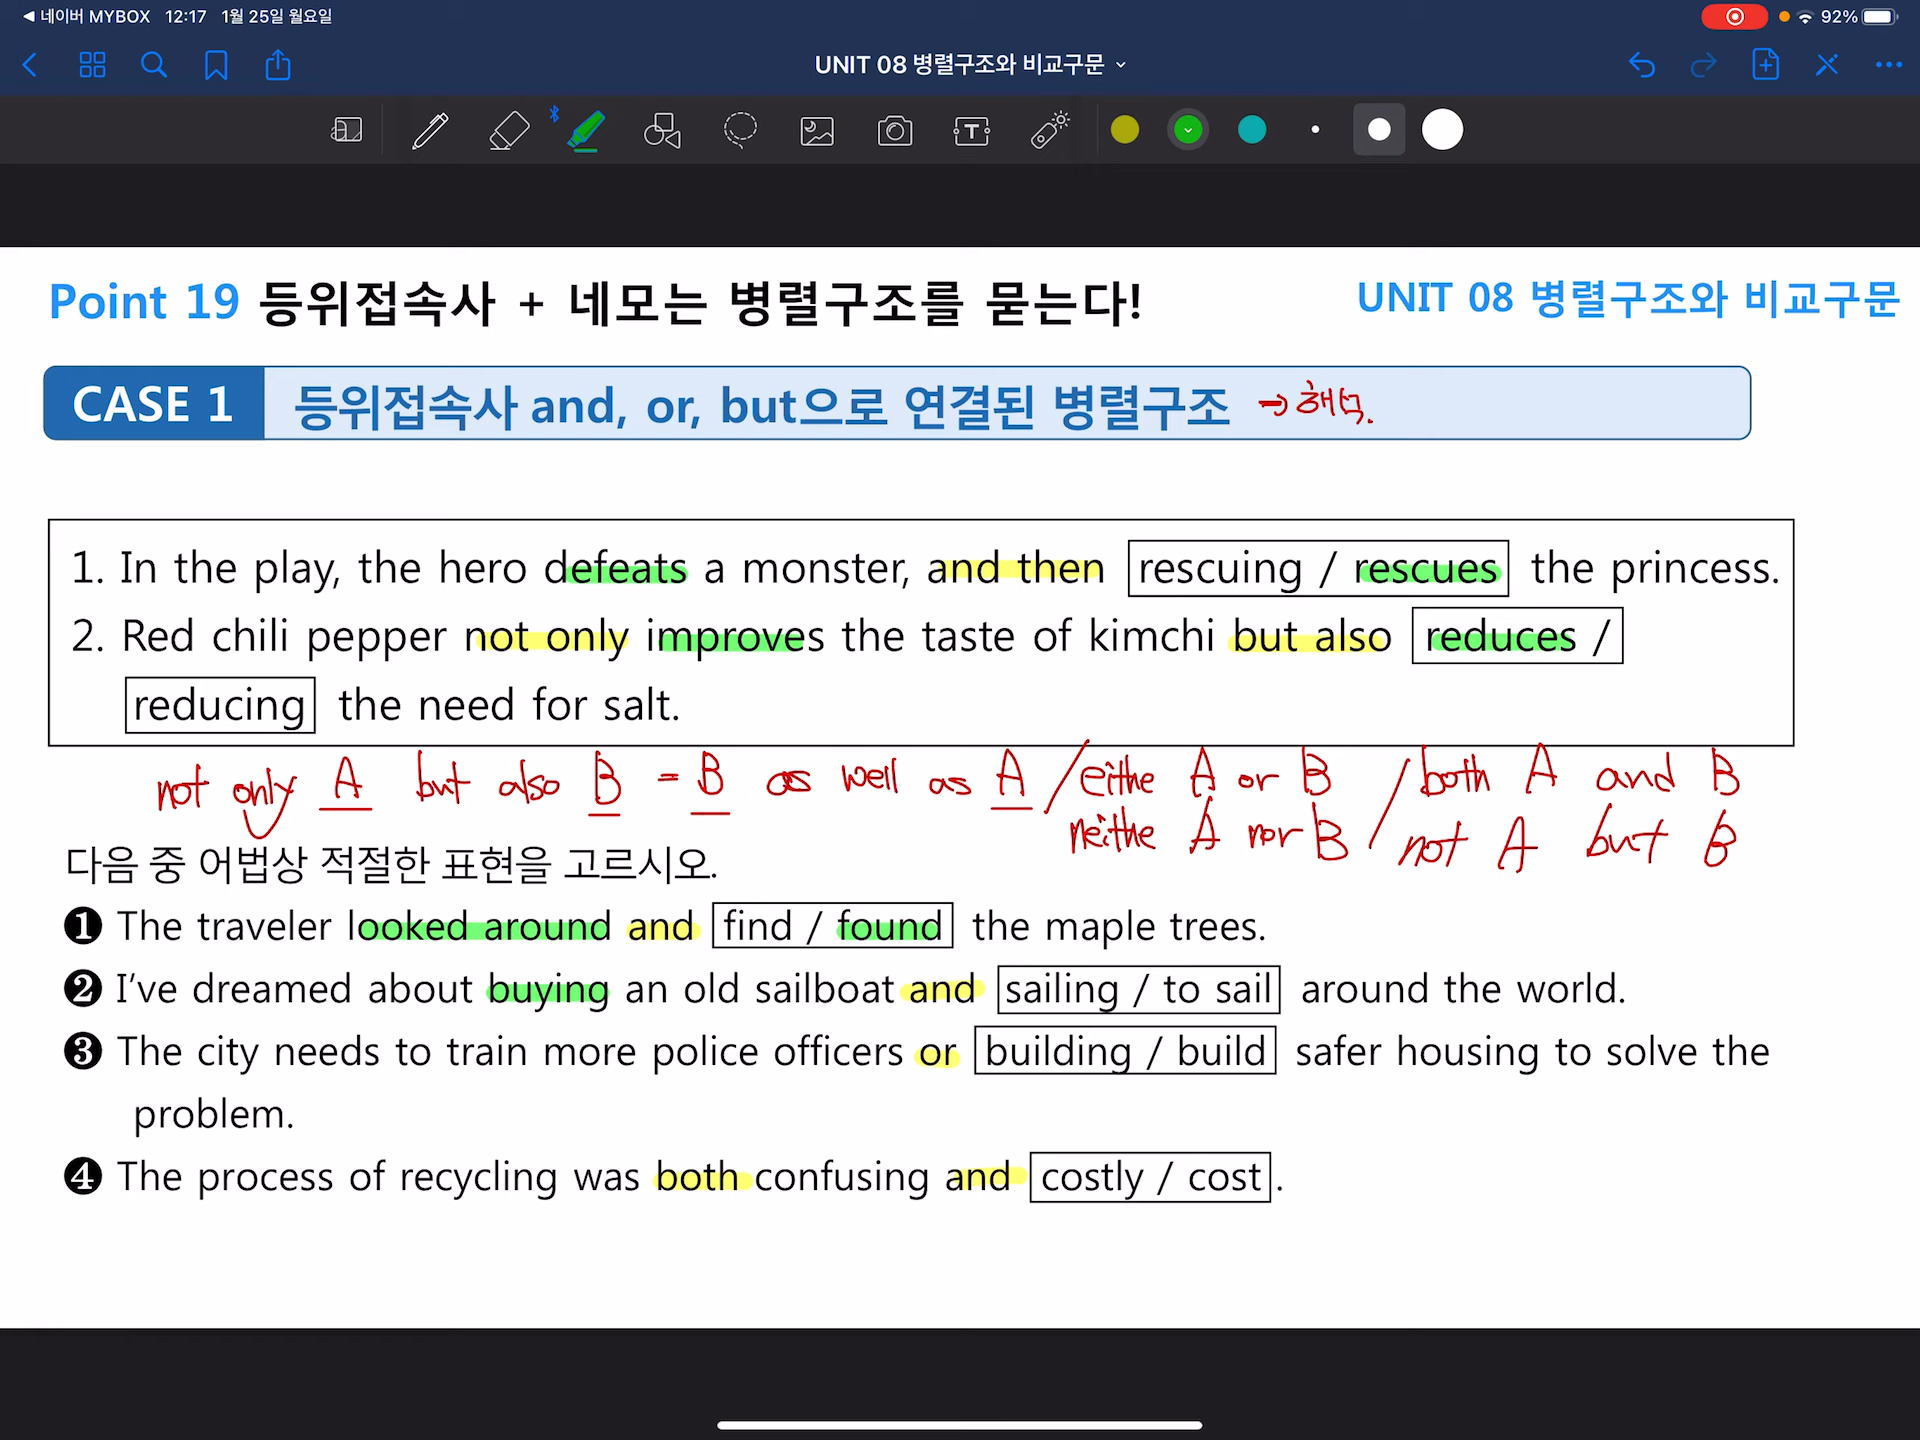 네이버 MYBOX 12:17 1월 25일 월요일 92%
UNIT 08 병렬구조와 비교구문
Point 19 등위접속사 + 네모는 병렬구조를 묻는다! UNIT 08 병렬구조와 비교구문
CASE 1 등위접속사 and, or, but으로 연결된 병렬구조 → 해석.
1. In the play, the hero defeats a monster, and then rescuing / rescues the princess.
2. Red chili pepper not only improves the taste of kimchi but also reduces /
reducing the need for salt.
not only A but also B = B as well as A / eithe A or B / both A and B
neithe A nor B / not A but B
다음 중 어법상 적절한 표현을 고르시오.
❶ The traveler looked around and find / found the maple trees.
❷ I've dreamed about buying an old sailboat and sailing / to sail around the world.
❸ The city needs to train more police officers or building / build safer housing to solve the
problem.
❹ The process of recycling was both confusing and costly / cost.